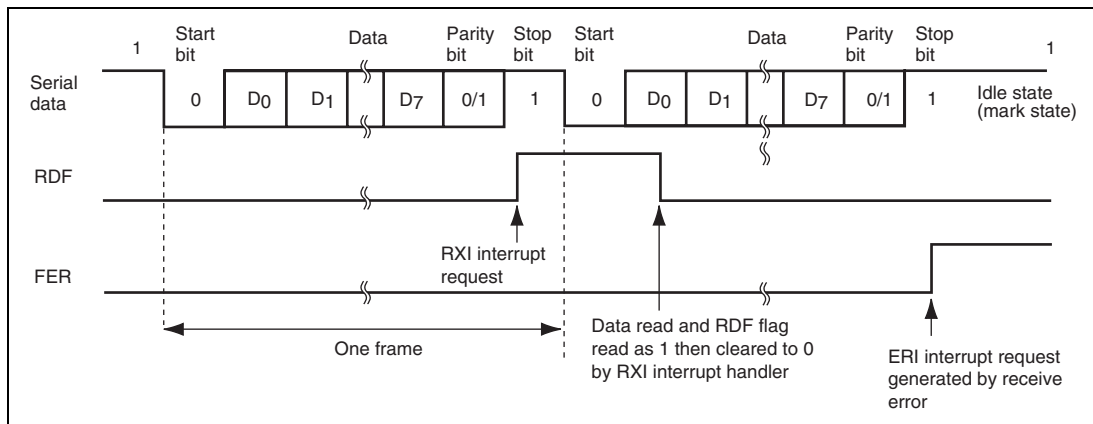 1 Start bit Data Parity bit Stop bit Start bit Data Parity bit Stop bit 1
Serial data 0 D0 D1 D7 0/1 1 0 D0 D1 D7 0/1 1 Idle state (mark state)
RDF
RXI interrupt request
FER
One frame
Data read and RDF flag
read as 1 then cleared to 0
by RXI interrupt handler
ERI interrupt request
generated by receive
error